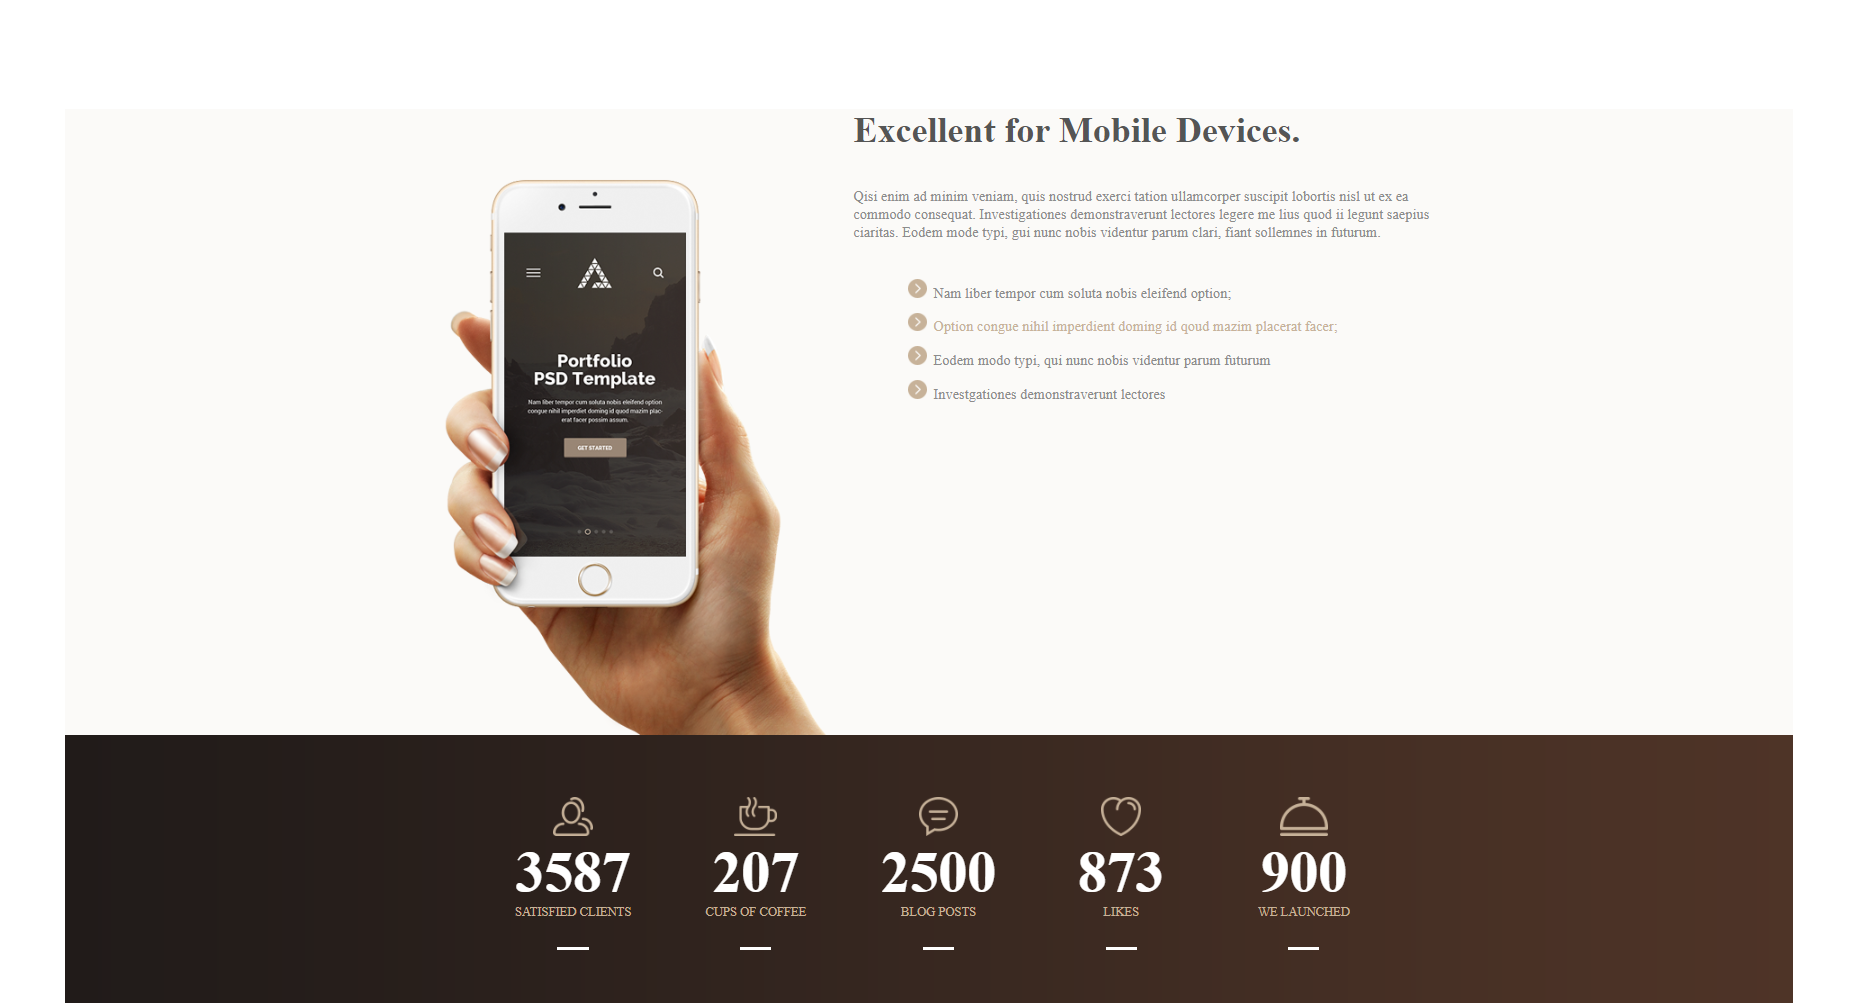 Excellent for Mobile Devices.
Qisi enim ad minim veniam, quis nostrud exerci tation ullamcorper suscipit lobortis nisl ut ex ea
commodo consequat. Investigationes demonstraverunt lectores legere me lius quod ii legunt saepius
ciaritas. Eodem mode typi, gui nunc nobis videntur parum clari, fiant sollemnes in futurum.
Nam liber tempor cum soluta nobis eleifend option;
Option congue nihil imperdient doming id qoud mazim placerat facer;
Eodem modo typi, qui nunc nobis videntur parum futurum
Investgationes demonstraverunt lectores
Portfolio
PSD Template
Nam liber tempor cum soluta nobis eleifend option
congue nihil imperdiet doming id quod mazim plac-
erat facer possim assum.
GET STARTED
3587 207 2500 873 900
SATISFIED CLIENTS CUPS OF COFFEE BLOG POSTS LIKES WE LAUNCHED